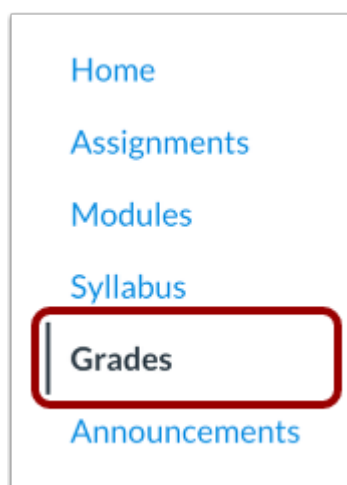 Home
Assignments
Modules
Syllabus
Grades
Announcements